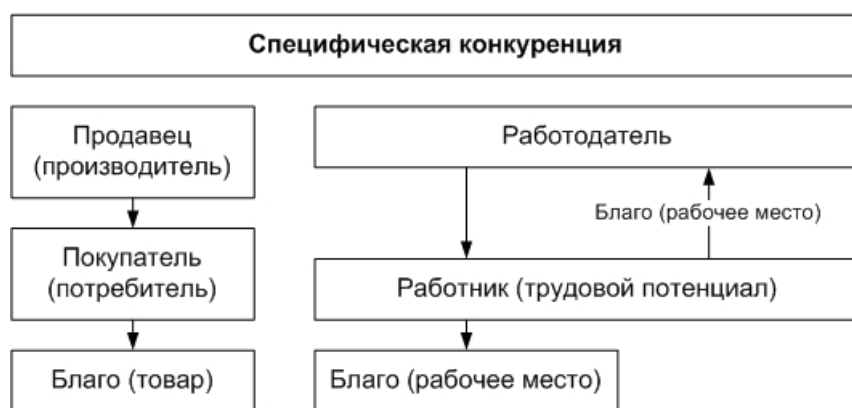 Специфическая конкуренция
Продавец
(производитель)
Работодатель
Благо (рабочее место)
Покупатель
(потребитель)
Работник (трудовой потенциал)
Благо (товар)
Благо (рабочее место)